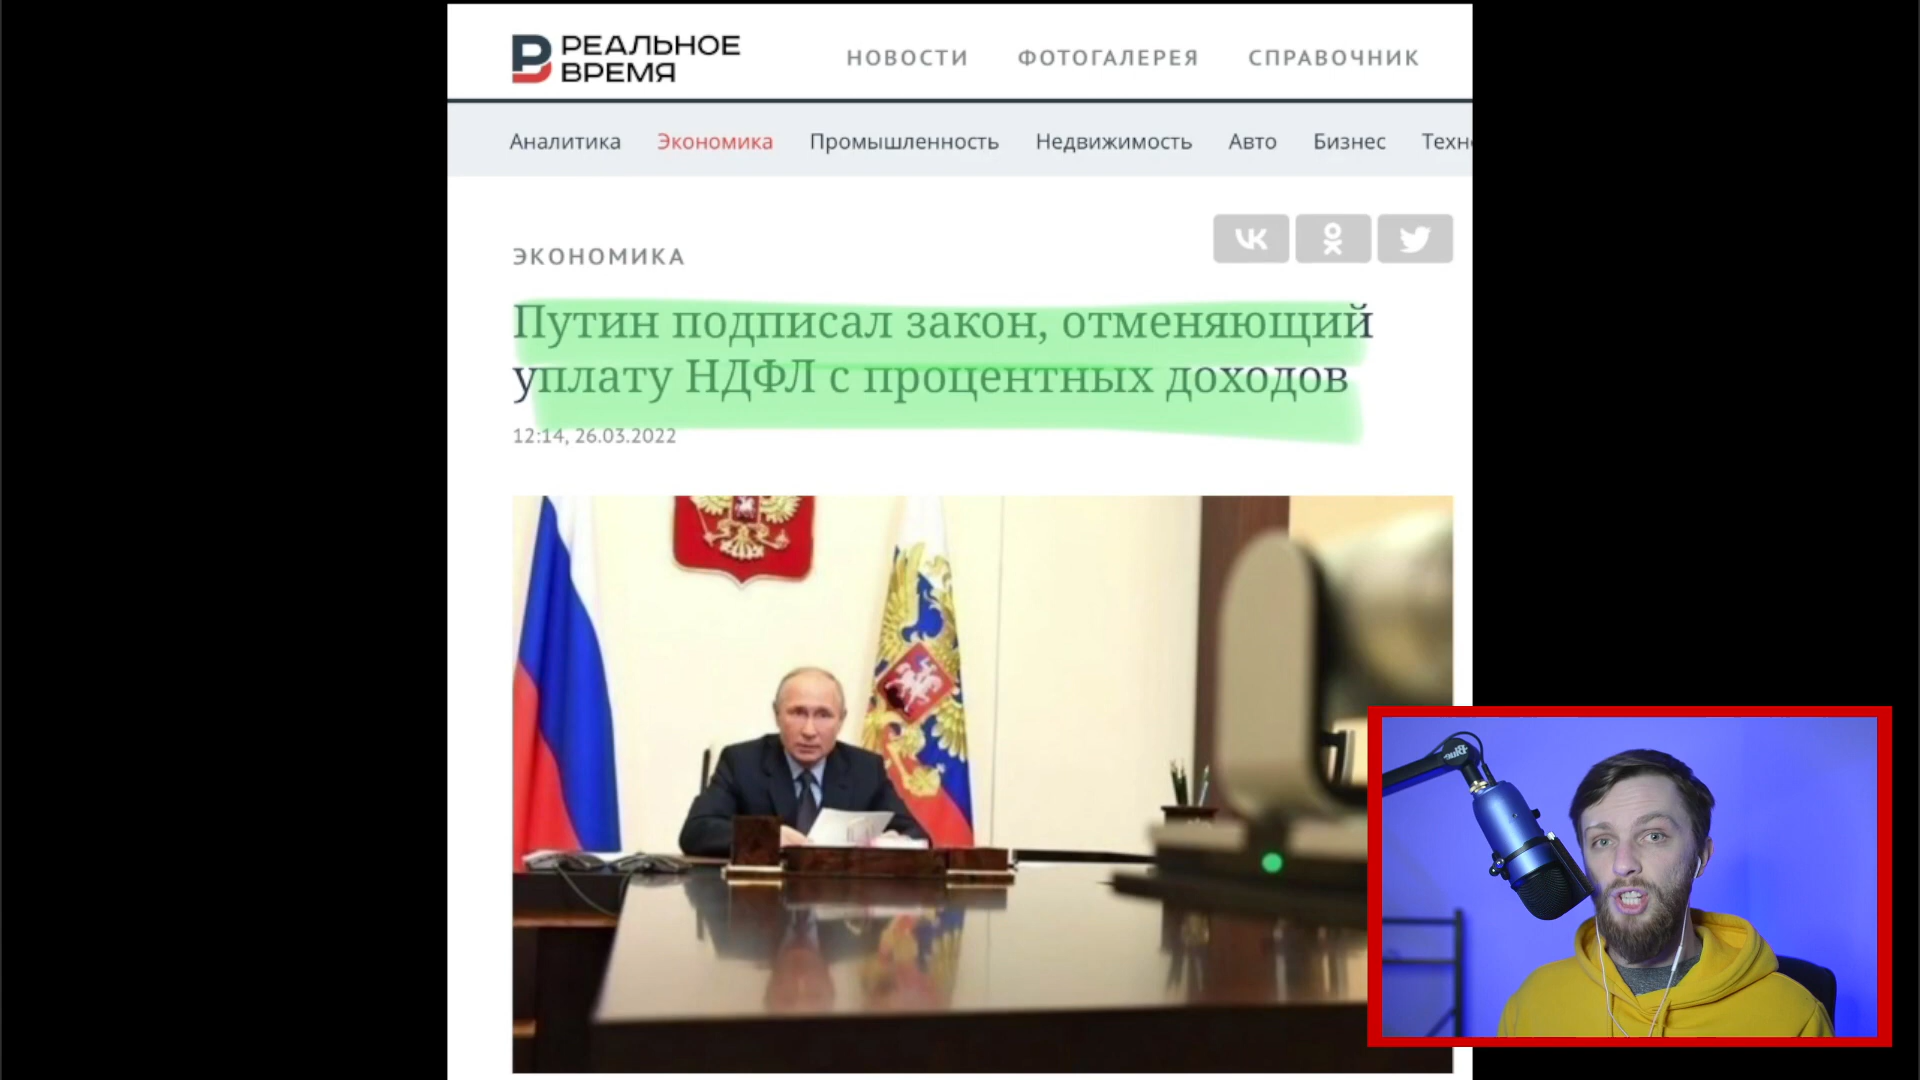 РЕАЛЬНОЕ
ВРЕМЯ
НОВОСТИ ФОТОГАЛЕРЕЯ СПРАВОЧНИК
Аналитика Экономика Промышленность Недвижимость Авто Бизнес Техн
ЭКОНОМИКА
Путин подписал закон, отменяющий
уплату НДФЛ с процентных доходов
12:14, 26.03.2022